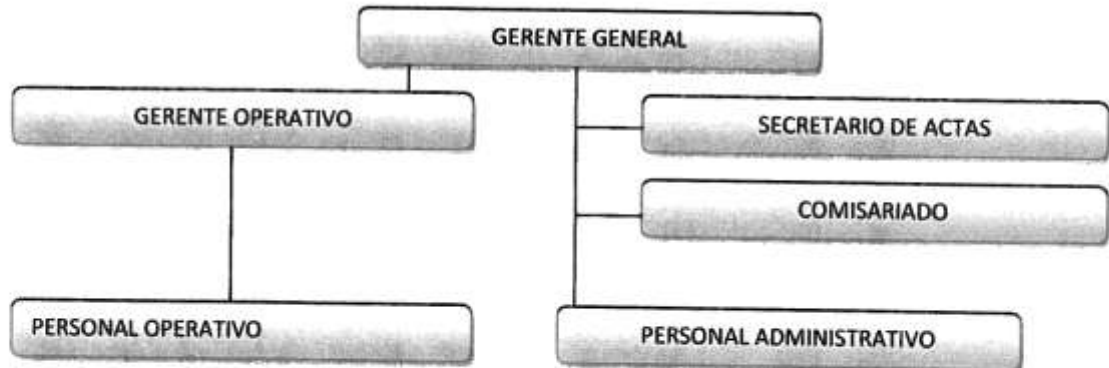 GERENTE GENERAL
GERENTE OPERATIVO
SECRETARIO DE ACTAS
COMISARIADO
PERSONAL OPERATIVO
PERSONAL ADMINISTRATIVO